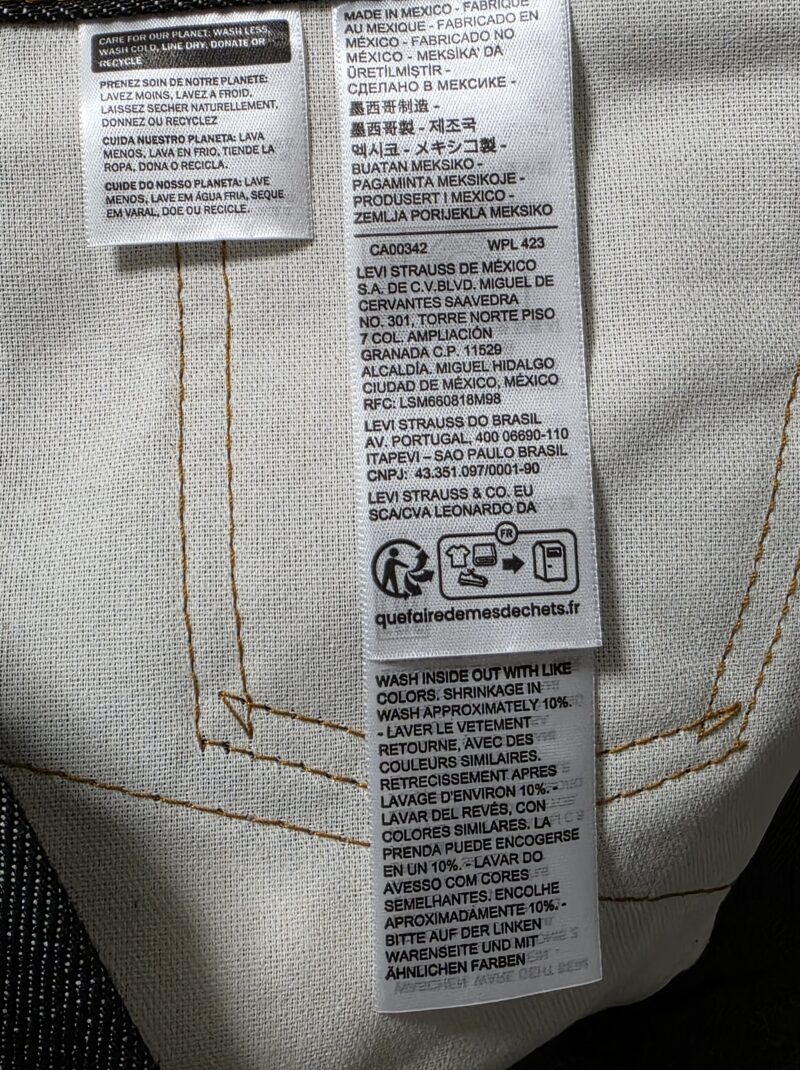 CARE FOR OUR PLANET: WASH LESS,
WASH COLD, LINE DRY, DONATE OR
RECYCLE
PRENEZ SOIN DE NOTRE PLANETE:
LAVEZ MOINS, LAVEZ A FROID,
LAISSEZ SECHER NATURELLEMENT,
DONNEZ OU RECYCLEZ
CUIDA NUESTRO PLANETA: LAVA
MENOS, LAVA EN FRIO, TIENDE LA
ROPA, DONA O RECICLA.
CUIDE DO NOSSO PLANETA: LAVE
MENOS, LAVE EM ÁGUA FRIA, SEQUE
EM VARAL, DOE OU RECICLE.
MADE IN MEXICO - FABRIQUÉ
AU MEXIQUE - FABRICADO EN
MÉXICO - FABRICADO NO
MÉXICO - MEKSİKA' DA
ÜRETİLMİŞTİR -
СДЕЛАНО В МЕКСИКЕ -
墨西哥制造 -
墨西哥製 - 제조국
멕시코 - メキシコ製 -
BUATAN MEKSIKO -
PAGAMINTA MEKSIKOJE -
PRODUSERT I MEXICO -
ZEMLJA PORIJEKLA MEKSIKO
CA00342 WPL 423
LEVI STRAUSS DE MÉXICO
S.A. DE C.V.BLVD. MIGUEL DE
CERVANTES SAAVEDRA
NO. 301, TORRE NORTE PISO
7 COL. AMPLIACIÓN
GRANADA C.P. 11529
ALCALDÍA. MIGUEL HIDALGO
CIUDAD DE MÉXICO, MÉXICO
RFC: LSM660818M98
LEVI STRAUSS DO BRASIL
AV. PORTUGAL, 400 06690-110
ITAPEVI – SAO PAULO BRASIL
CNPJ: 43.351.097/0001-90
LEVI STRAUSS & CO. EU
SCA/CVA LEONARDO DA
FR
quefairedemesdechets.fr
WASH INSIDE OUT WITH LIKE
COLORS. SHRINKAGE IN
WASH APPROXIMATELY 10%.
- LAVER LE VETEMENT
RETOURNE, AVEC DES
COULEURS SIMILAIRES.
RETRECISSEMENT APRES
LAVAGE D'ENVIRON 10%. -
LAVAR DEL REVÉS, CON
COLORES SIMILARES. LA
PRENDA PUEDE ENCOGERSE
EN UN 10%. - LAVAR DO
AVESSO COM CORES
SEMELHANTES. ENCOLHE
APROXIMADAMENTE 10%. -
BITTE AUF DER LINKEN
WARENSEITE UND MIT
ÄHNLICHEN FARBEN